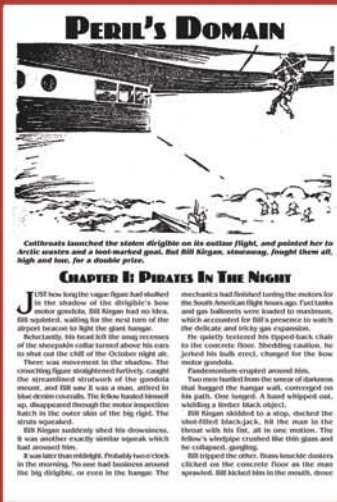 PERIL'S DOMAIN
Cutthroats launched the stolen dirigible on its outlaw flight, and pointed her to
Arctic wastes and a loot-marked goal. But Bill Kirgan, stowaway, fought them all,
high and low, for a double prize.
CHAPTER I: PIRATES IN THE NIGHT
JUST how long the vague figure had skulked
in the shadow of the dirigible's bow
motor gondola, Bill Kirgan had no idea.
Bill squinted, waiting for the next turn of the
airport beacon to light the giant hangar.
Reluctantly, his head left the snug recesses
of the sheepskin collar turned about his ears
to shut out the chill of the October night air.
There was movement in the shadow. The
crouching figure straightened furtively, caught
the streamlined strutwork of the gondola
mount, and Bill saw it was a man, attired in
blue denim coveralls. The fellow hauled himself
up, disappeared through the motor inspection
hatch in the outer skin of the big rigid. The
struts squeaked.
Bill Kirgan suddenly shed his drowsiness.
It was another exactly similar squeak which
had aroused him.
It was later than midnight. Probably two o'clock
in the morning. No one had business around
the big dirigible, or even in the hangar. The
mechanics had finished tuning the motors for
the South American flight hours ago. Fuel tanks
and gas ballonets were loaded to maximum,
which accounted for Bill's presence to watch
the delicate and tricky gas expansion.
He quietly teetered his tipped-back chair
to the concrete floor. Shedding caution, he
jerked his bulk erect, charged for the bow
motor gondola.
Pandemonium erupted around him.
Two men hurtled from the smear of darkness
that hugged the hangar wall, converged on
his path. One lunged. A hand whipped out,
wielding a limber black object.
Bill Kirgan skidded to a stop, ducked the
shot-filled black-jack, hit the man in the
throat with his fist, all in one motion. The
fellow's windpipe crushed like thin glass and
he collapsed, gurgling.
Bill tripped the other. Brass knuckle dusters
clicked on the concrete floor as the man
sprawled. Bill kicked him in the mouth, drove